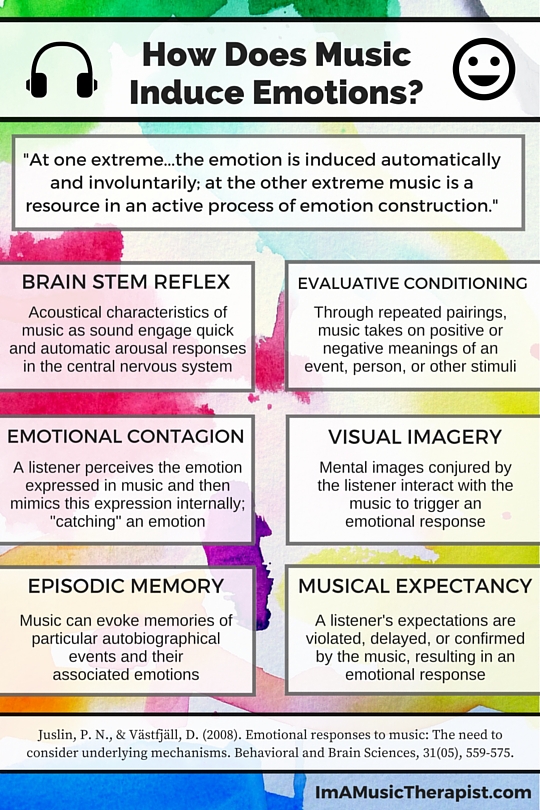 How Does Music
Induce Emotions?
"At one extreme...the emotion is induced automatically
and involuntarily; at the other extreme music is a
resource in an active process of emotion construction."
BRAIN STEM REFLEX
Acoustical characteristics of
music as sound engage quick
and automatic arousal responses
in the central nervous system
EVALUATIVE CONDITIONING
Through repeated pairings,
music takes on positive or
negative meanings of an
event, person, or other stimuli
EMOTIONAL CONTAGION
A listener perceives the emotion
expressed in music and then
mimics this expression internally;
"catching" an emotion
VISUAL IMAGERY
Mental images conjured by
the listener interact with the
music to trigger an
emotional response
EPISODIC MEMORY
Music can evoke memories of
particular autobiographical
events and their
associated emotions
MUSICAL EXPECTANCY
A listener's expectations are
violated, delayed, or confirmed
by the music, resulting in an
emotional response
Juslin, P. N., & Västfjäll, D. (2008). Emotional responses to music: The need to
consider underlying mechanisms. Behavioral and Brain Sciences, 31(05), 559-575.
ImAMusicTherapist.com